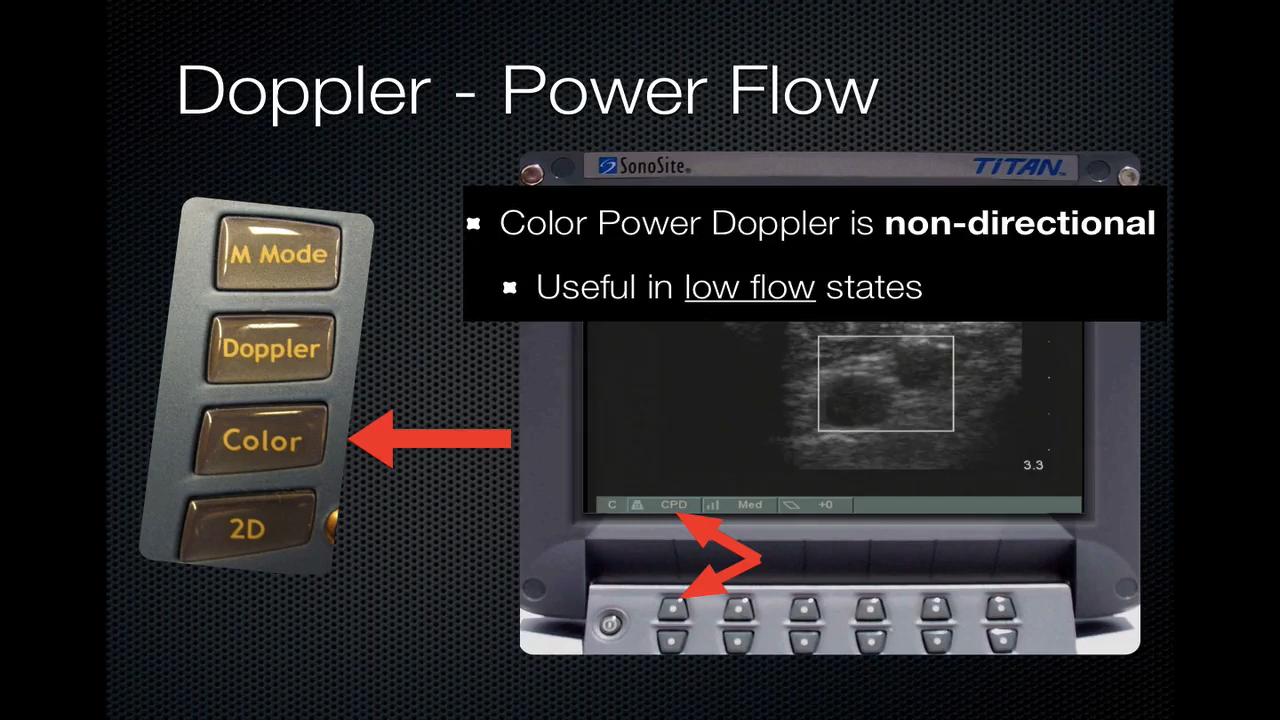 Doppler - Power Flow
SonoSite®
TiTAN™
Color Power Doppler is non-directional
Useful in low flow states
M Mode
Doppler
Color
2D
3.3
C CPD Med +0